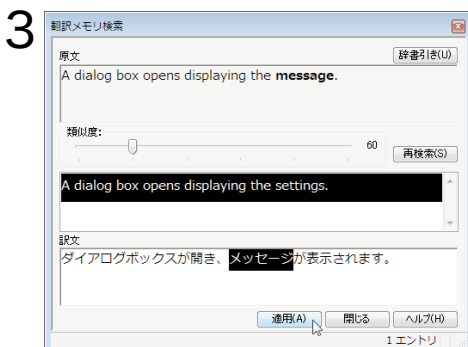 3
翻訳メモリ検索
原文
辞書引き(U)
A dialog box opens displaying the message.
類似度:
60
再検索(S)
A dialog box opens displaying the settings.
訳文
ダイアログボックスが開き、メッセージが表示されます。
適用(A) 閉じる ヘルプ(H)
1 エントリ